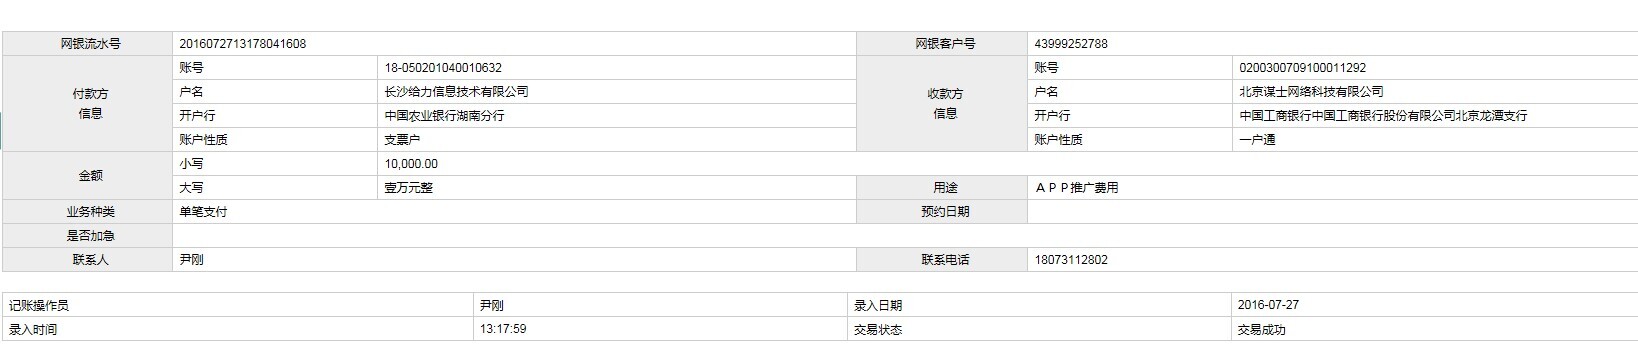 网银流水号 2016072713178041608 网银客户号 43999252788
付款方信息 账号 18-050201040010632 收款方信息 账号 0200300709100011292
户名 长沙给力信息技术有限公司 户名 北京谋士网络科技有限公司
开户行 中国农业银行湖南分行 开户行 中国工商银行中国工商银行股份有限公司北京龙潭支行
账户性质 支票户 账户性质 一户通
金额 小写 10,000.00
大写 壹万元整 用途 ＡＰＰ推广费用
业务种类 单笔支付 预约日期
是否加急
联系人 尹刚 联系电话 18073112802
记账操作员 尹刚 录入日期 2016-07-27
录入时间 13:17:59 交易状态 交易成功